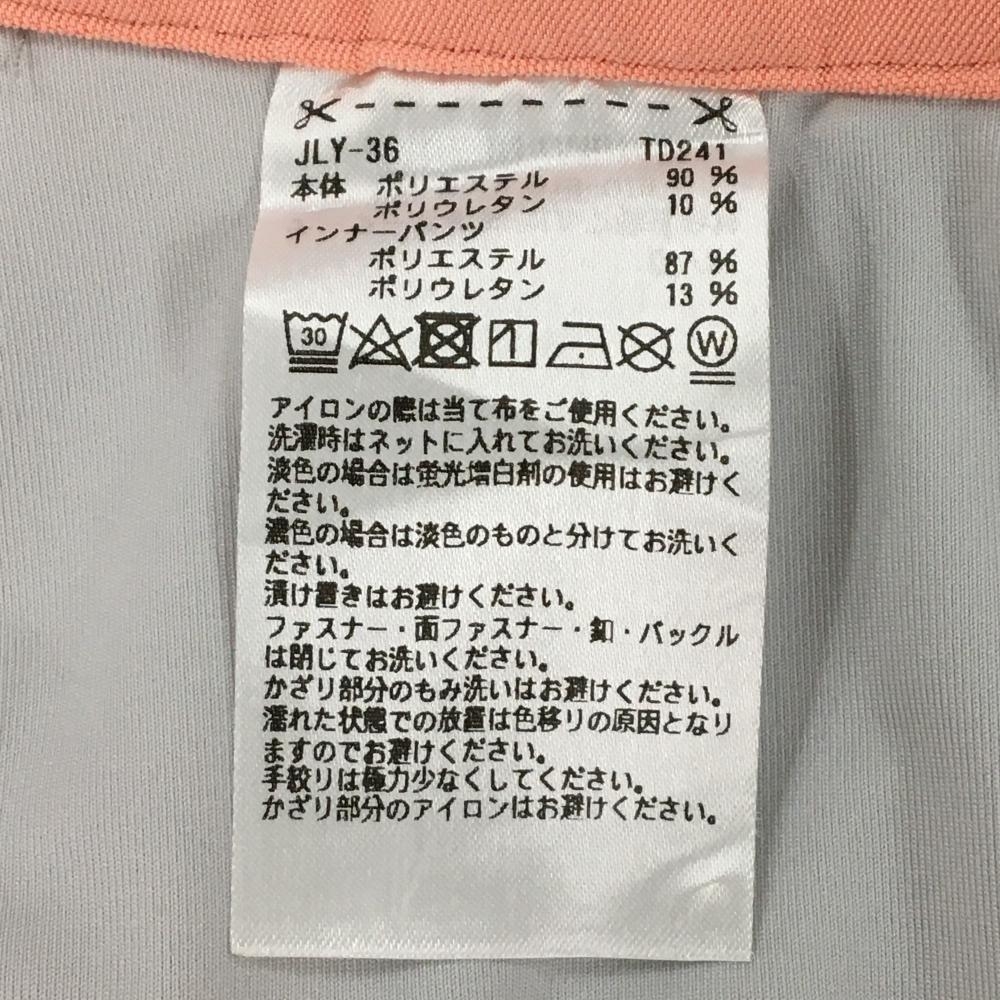 JLY-36 TD241
本体 ポリエステル 90 %
ポリウレタン 10 %
インナーパンツ
ポリエステル 87 %
ポリウレタン 13 %
30 W
アイロンの際は当て布をご使用ください。
洗濯時はネットに入れてお洗いください。
淡色の場合は蛍光増白剤の使用はお避けく
ださい。
濃色の場合は淡色のものと分けてお洗いく
ださい。
漬け置きはお避けください。
ファスナー・面ファスナー・釦・バックル
は閉じてお洗いください。
かざり部分のもみ洗いはお避けください。
濡れた状態での放置は色移りの原因となり
ますのでお避けください。
手絞りは極力少なくしてください。
かざり部分のアイロンはお避けください。